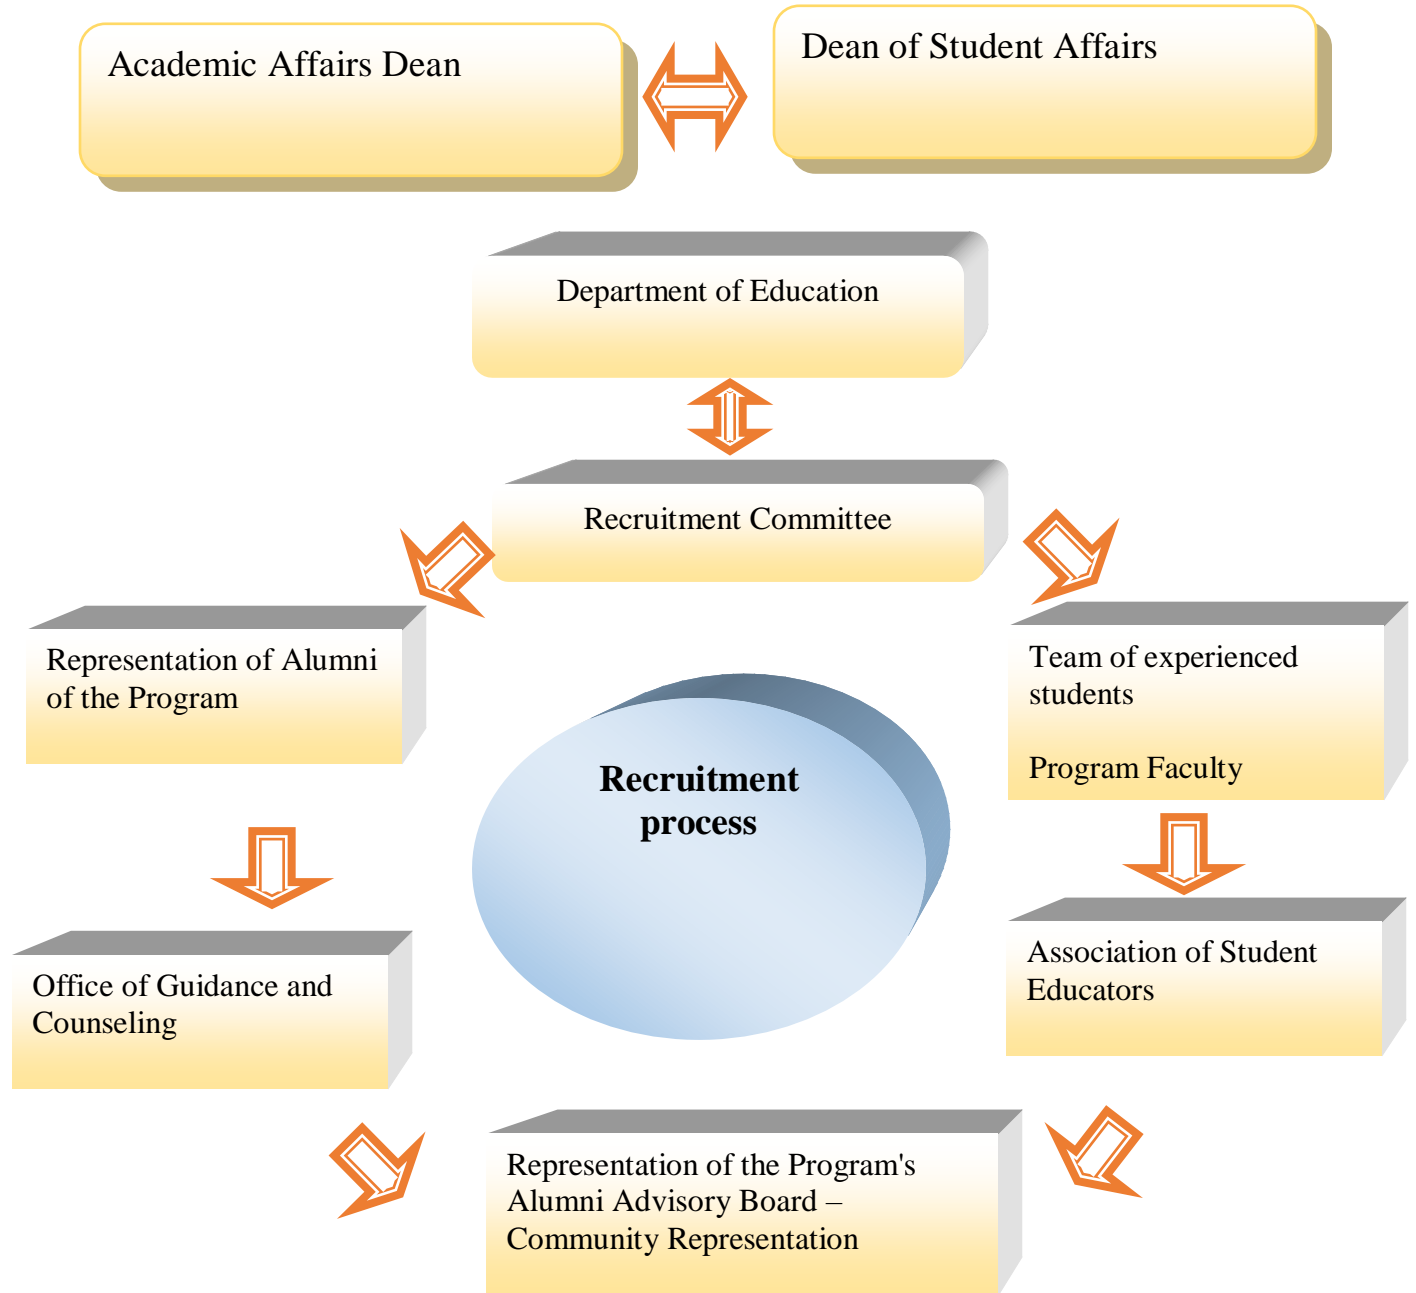 Academic Affairs Dean
Dean of Student Affairs
Department of Education
Recruitment Committee
Representation of Alumni
of the Program
Team of experienced
students
Program Faculty
Recruitment
process
Office of Guidance and
Counseling
Association of Student
Educators
Representation of the Program's
Alumni Advisory Board –
Community Representation